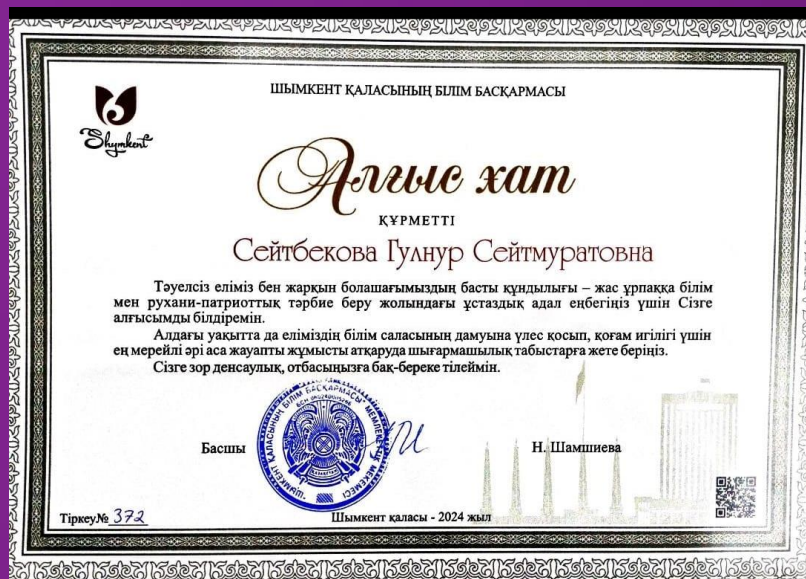 ШЫМКЕНТ ҚАЛАСЫНЫҢ БІЛІМ БАСҚАРМАСЫ
Shymkent
Алғыс хат
ҚҰРМЕТТІ
Сейтбекова Гулнур Сейтмуратовна
Тәуелсіз еліміз бен жарқын болашағымыздың басты құндылығы – жас ұрпаққа білім
мен рухани-патриоттық тәрбие беру жолындағы ұстаздық адал еңбегіңіз үшін Сізге
алғысымды білдіремін.
Алдағы уақытта да еліміздің білім саласының дамуына үлес қосып, қоғам игілігі үшін
ең мерейлі әрі аса жауапты жұмысты атқаруда шығармашылық табыстарға жете беріңіз.
Сізге зор денсаулық, отбасыңызға бақ-береке тілеймін.
Басшы
Н. Шамшиева
Тіркеу№ 372
Шымкент қаласы - 2024 жыл